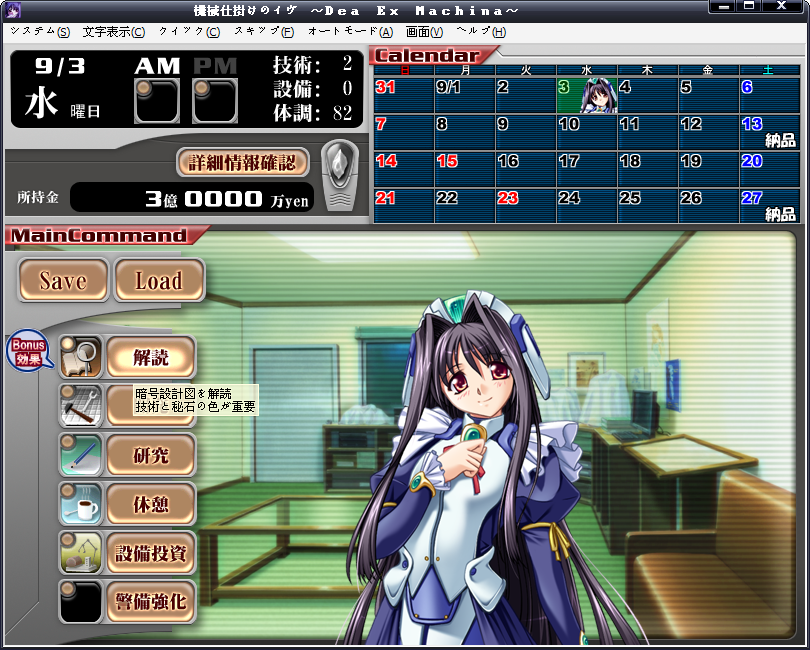 機械仕掛けのイヴ ～Dea Ex Machina～
システム(S) 文字表示(C) クイック(C) スキップ(F) オートモード(A) 画面(V) ヘルプ(H)
9/3 AM PM
水 曜日
技術： 2
設備： 0
体調： 82
詳細情報確認
所持金 3億 0000 万yen
Calendar
日 月 火 水 木 金 土
31 9/1 2 3 4 5 6
7 8 9 10 11 12 13 納品
14 15 16 17 18 19 20
21 22 23 24 25 26 27 納品
MainCommand
Save Load
Bonus 効果
解読
暗号設計図を解読
技術と秘石の色が重要
研究
休憩
設備投資
警備強化